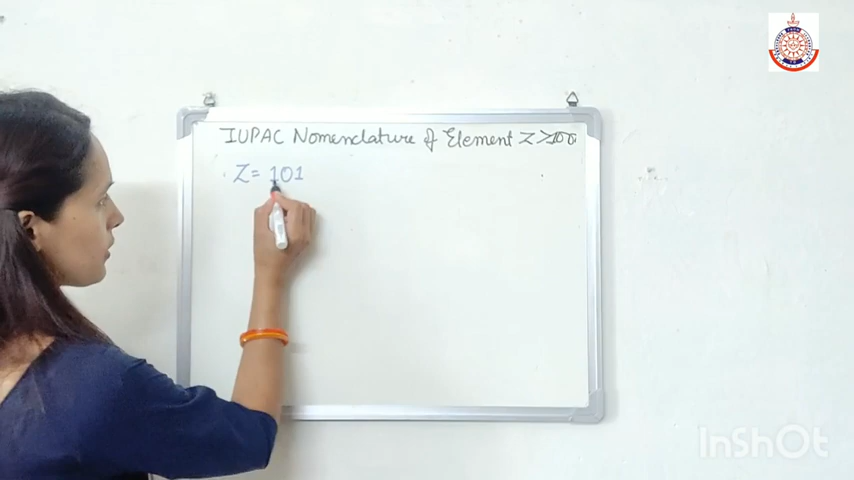 IUPAC Nomenclature of Element Z > 100
Z = 101
InShOt